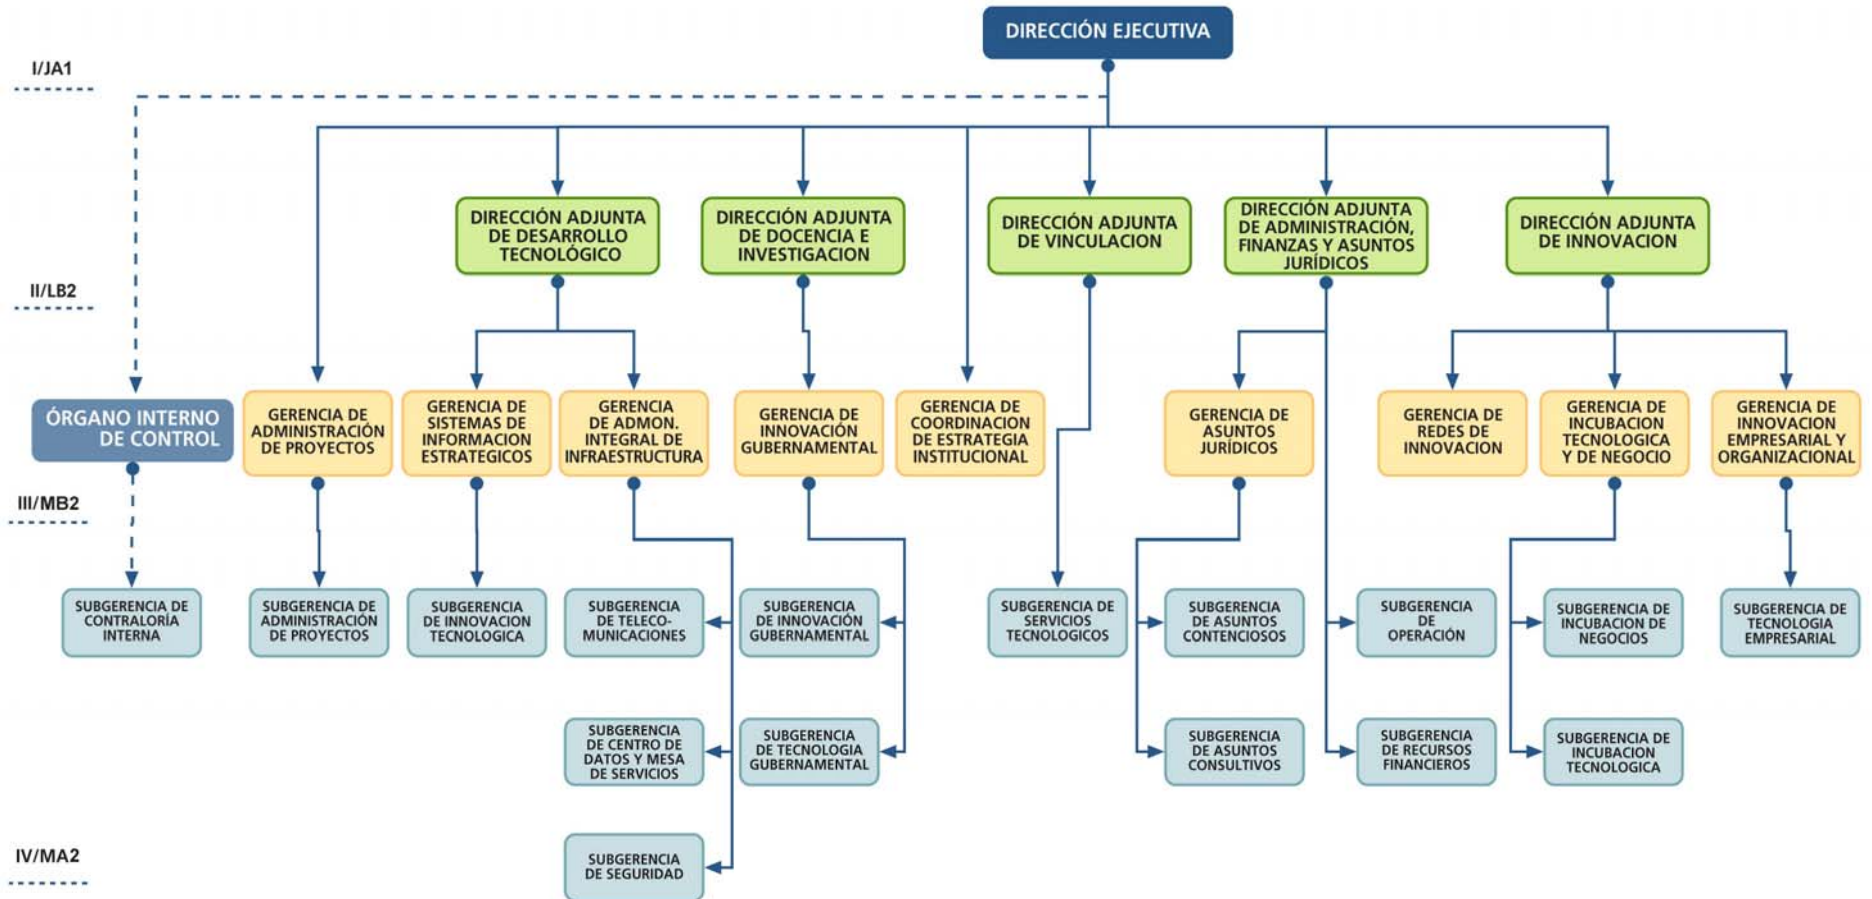 DIRECCIÓN EJECUTIVA
I/JA1
DIRECCIÓN ADJUNTA
DE DESARROLLO
TECNOLÓGICO
DIRECCIÓN ADJUNTA
DE DOCENCIA E
INVESTIGACION
DIRECCIÓN ADJUNTA
DE VINCULACION
DIRECCIÓN ADJUNTA
DE ADMINISTRACIÓN,
FINANZAS Y ASUNTOS
JURÍDICOS
DIRECCIÓN ADJUNTA
DE INNOVACION
II/LB2
ÓRGANO INTERNO
DE CONTROL
GERENCIA DE
ADMINISTRACIÓN
DE PROYECTOS
GERENCIA DE
SISTEMAS DE
INFORMACION
ESTRATEGICOS
GERENCIA
DE ADMON.
INTEGRAL DE
INFRAESTRUCTURA
GERENCIA DE
INNOVACIÓN
GUBERNAMENTAL
GERENCIA DE
COORDINACION
DE ESTRATEGIA
INSTITUCIONAL
GERENCIA DE
ASUNTOS
JURÍDICOS
GERENCIA DE
REDES DE
INNOVACION
GERENCIA DE
INCUBACION
TECNOLOGICA
Y DE NEGOCIO
GERENCIA DE
INNOVACION
EMPRESARIAL Y
ORGANIZACIONAL
III/MB2
SUBGERENCIA DE
CONTRALORÍA
INTERNA
SUBGERENCIA DE
ADMINISTRACIÓN
DE PROYECTOS
SUBGERENCIA
DE INNOVACION
TECNOLOGICA
SUBGERENCIA
DE TELECO-
MUNICACIONES
SUBGERENCIA
DE INNOVACIÓN
GUBERNAMENTAL
SUBGERENCIA DE
SERVICIOS
TECNOLOGICOS
SUBGERENCIA
DE ASUNTOS
CONTENCIOSOS
SUBGERENCIA
DE
OPERACIÓN
SUBGERENCIA DE
INCUBACION DE
NEGOCIOS
SUBGERENCIA DE
TECNOLOGIA
EMPRESARIAL
SUBGERENCIA
DE CENTRO DE
DATOS Y MESA
DE SERVICIOS
SUBGERENCIA
DE TECNOLOGIA
GUBERNAMENTAL
SUBGERENCIA
DE ASUNTOS
CONSULTIVOS
SUBGERENCIA
DE RECURSOS
FINANCIEROS
SUBGERENCIA DE
INCUBACION
TECNOLOGICA
IV/MA2
SUBGERENCIA
DE SEGURIDAD